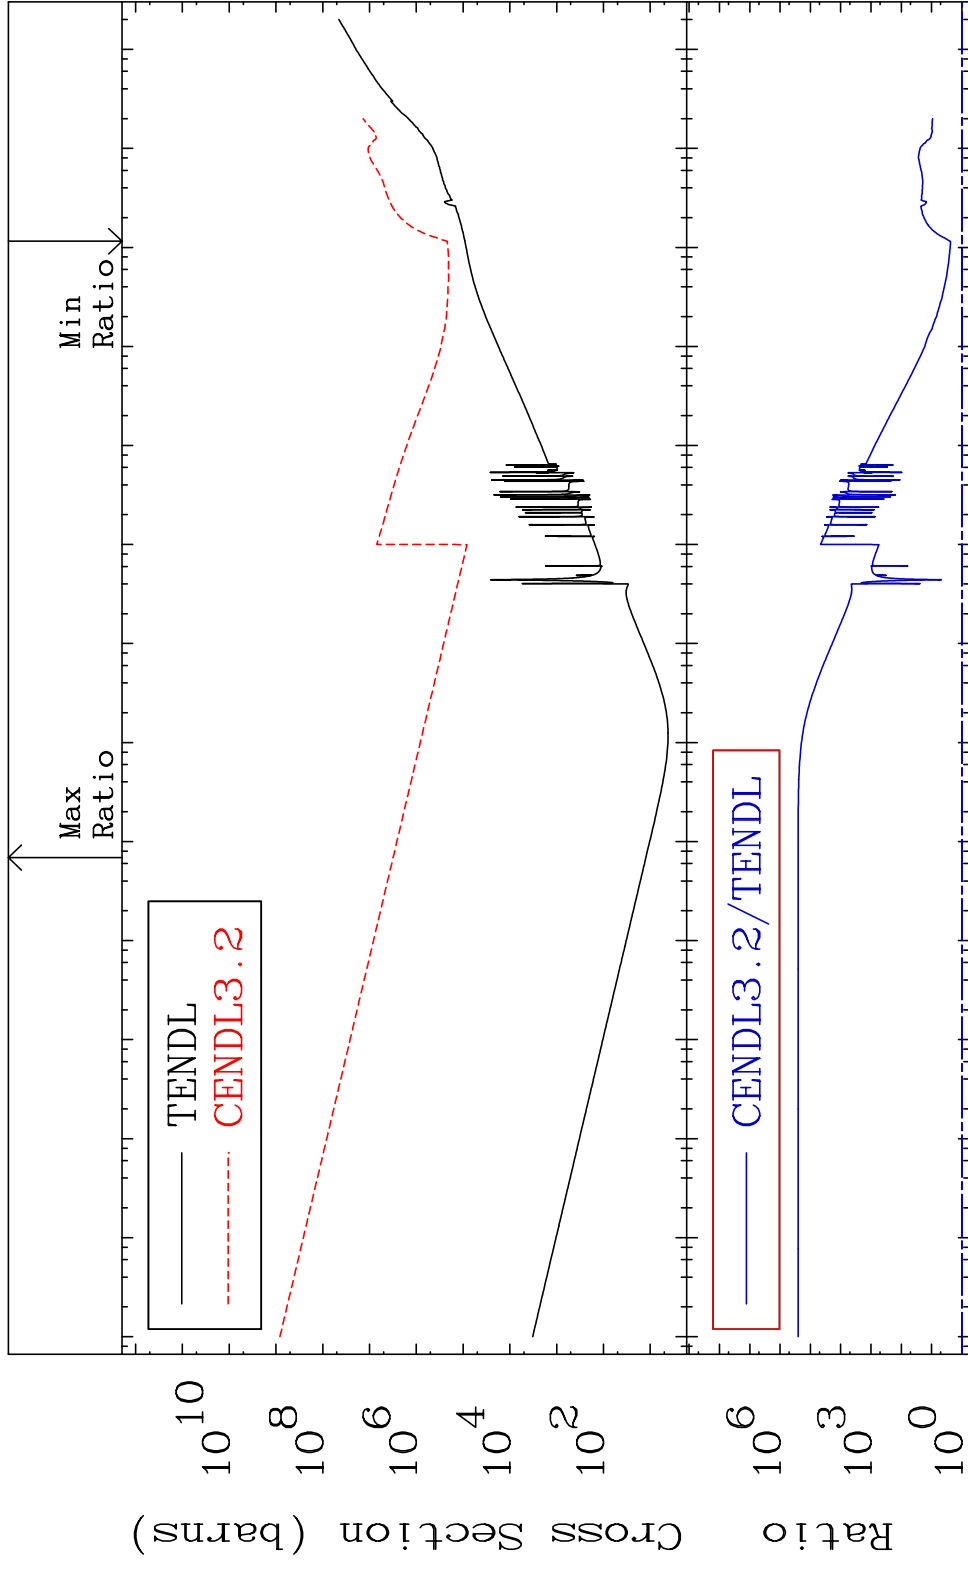 Max
Ratio
Min
Ratio
TENDL
CENDL3.2
10 10
10 8
10 6
10 4
10 2
Cross Section (barns)
CENDL3.2/TENDL
10 6
10 3
10 0
Ratio